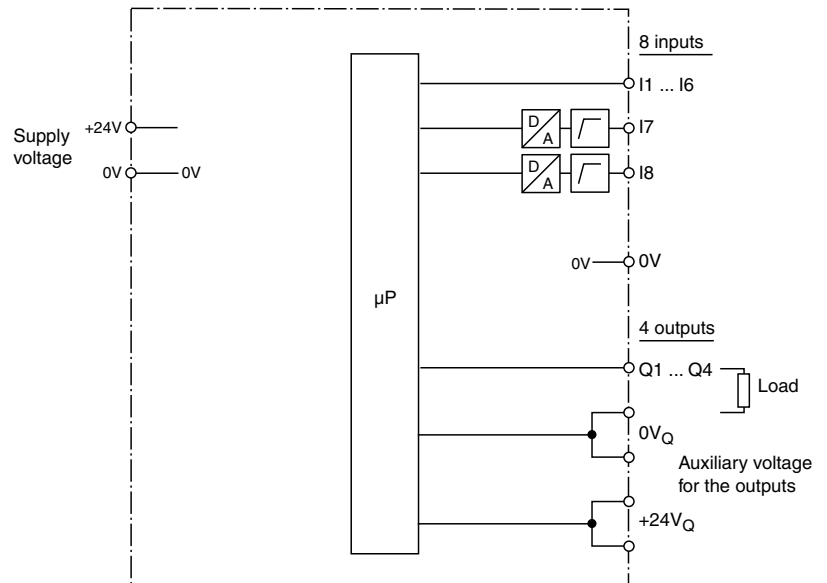 8 inputs
I1 ... I6
D
A
I7
D
A
I8
Supply
voltage
+24V
0V
0V
0V
0V
µP
4 outputs
Q1 ... Q4
Load
0VQ
Auxiliary voltage
for the outputs
+24VQ